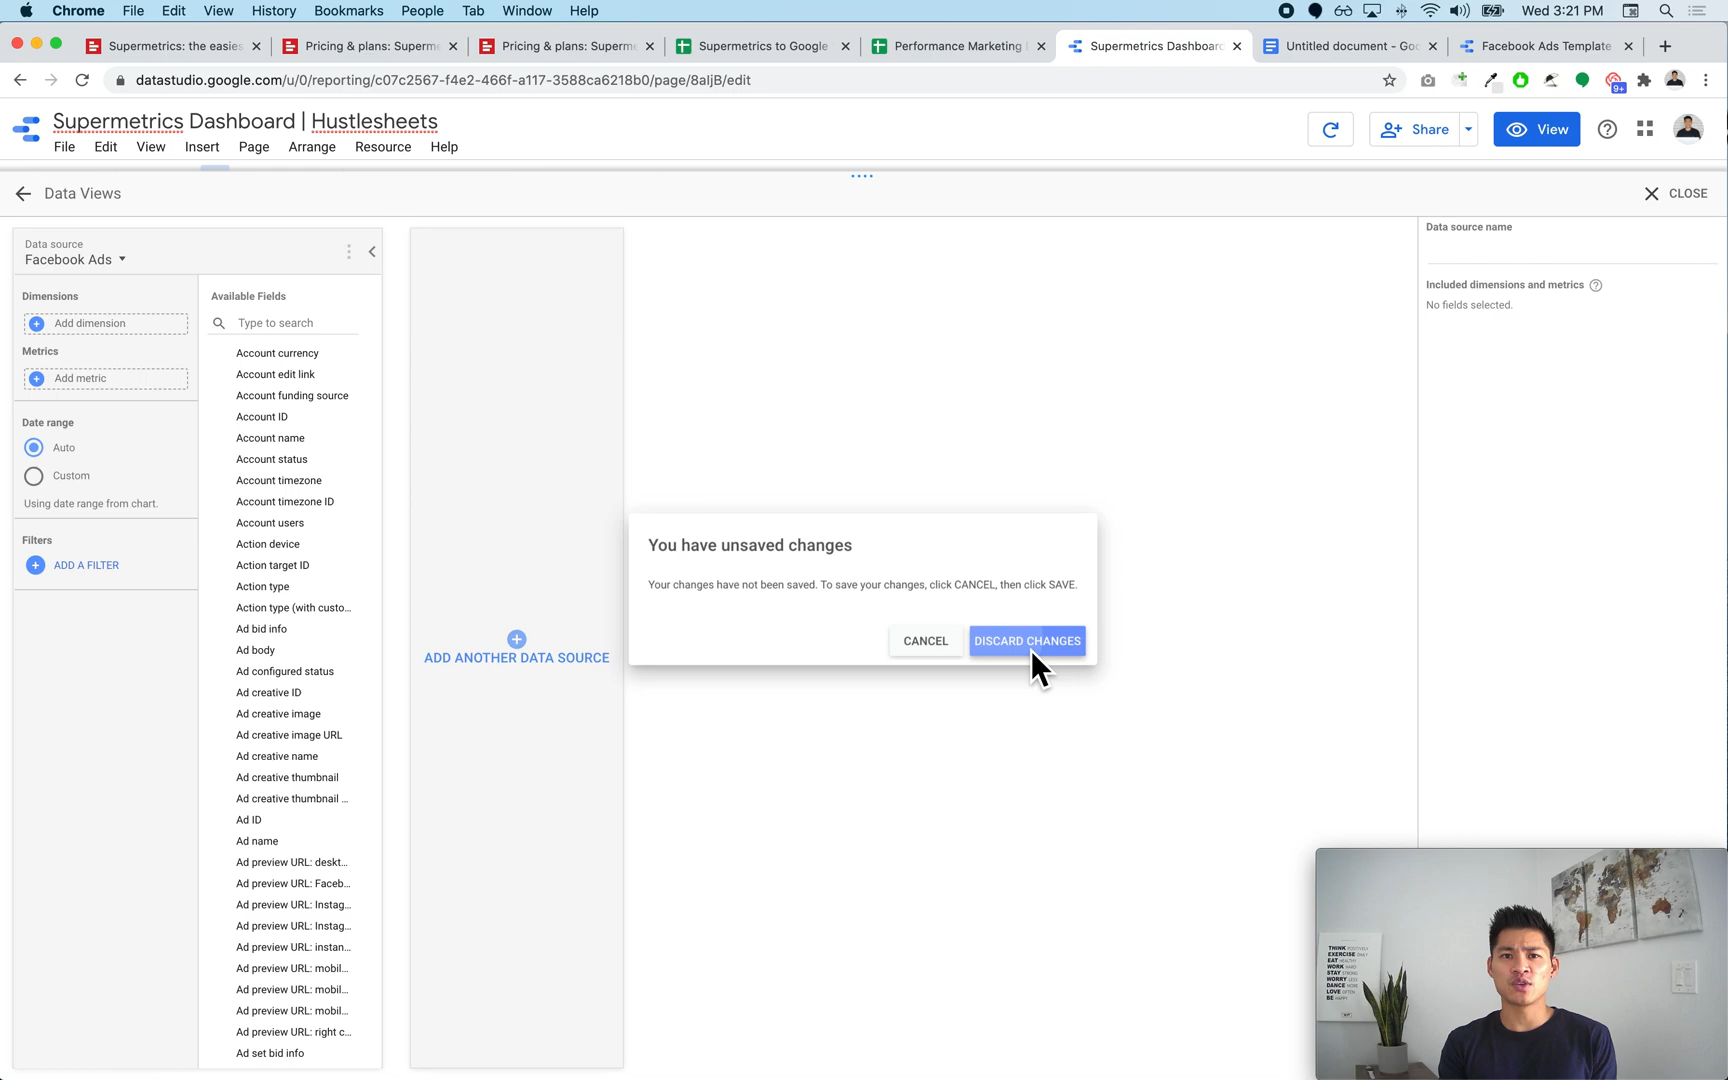 Chrome File Edit View History Bookmarks People Tab Window Help Wed 3:21 PM
Supermetrics: the easies Pricing & plans: Superme Pricing & plans: Superme Supermetrics to Google Performance Marketing Supermetrics Dashboard Untitled document - Goo Facebook Ads Template
datastudio.google.com/u/0/reporting/c07c2567-f4e2-466f-a117-3588ca6218b0/page/8aIjB/edit
9+
Supermetrics Dashboard | Hustlesheets
File Edit View Insert Page Arrange Resource Help
Share
View
Data Views
CLOSE
Data source
Facebook Ads
Dimensions
Add dimension
Metrics
Add metric
Date range
Auto
Custom
Using date range from chart.
Filters
ADD A FILTER
Available Fields
Type to search
Account currency
Account edit link
Account funding source
Account ID
Account name
Account status
Account timezone
Account timezone ID
Account users
Action device
Action target ID
Action type
Action type (with custo...
Ad bid info
Ad body
Ad configured status
Ad creative ID
Ad creative image
Ad creative image URL
Ad creative name
Ad creative thumbnail
Ad creative thumbnail ...
Ad ID
Ad name
Ad preview URL: deskt...
Ad preview URL: Faceb...
Ad preview URL: Instag...
Ad preview URL: Instag...
Ad preview URL: instan...
Ad preview URL: mobil...
Ad preview URL: mobil...
Ad preview URL: mobil...
Ad preview URL: right c...
Ad set bid info
ADD ANOTHER DATA SOURCE
You have unsaved changes
Your changes have not been saved. To save your changes, click CANCEL, then click SAVE.
CANCEL
DISCARD CHANGES
Data source name
Included dimensions and metrics
No fields selected.
THINK POSITIVELY
EXERCISE DAILY
EAT HEALTHY
WORK HARD
STAY STRONG
WORRY LESS
DANCE MORE
LOVE OFTEN
BE HAPPY